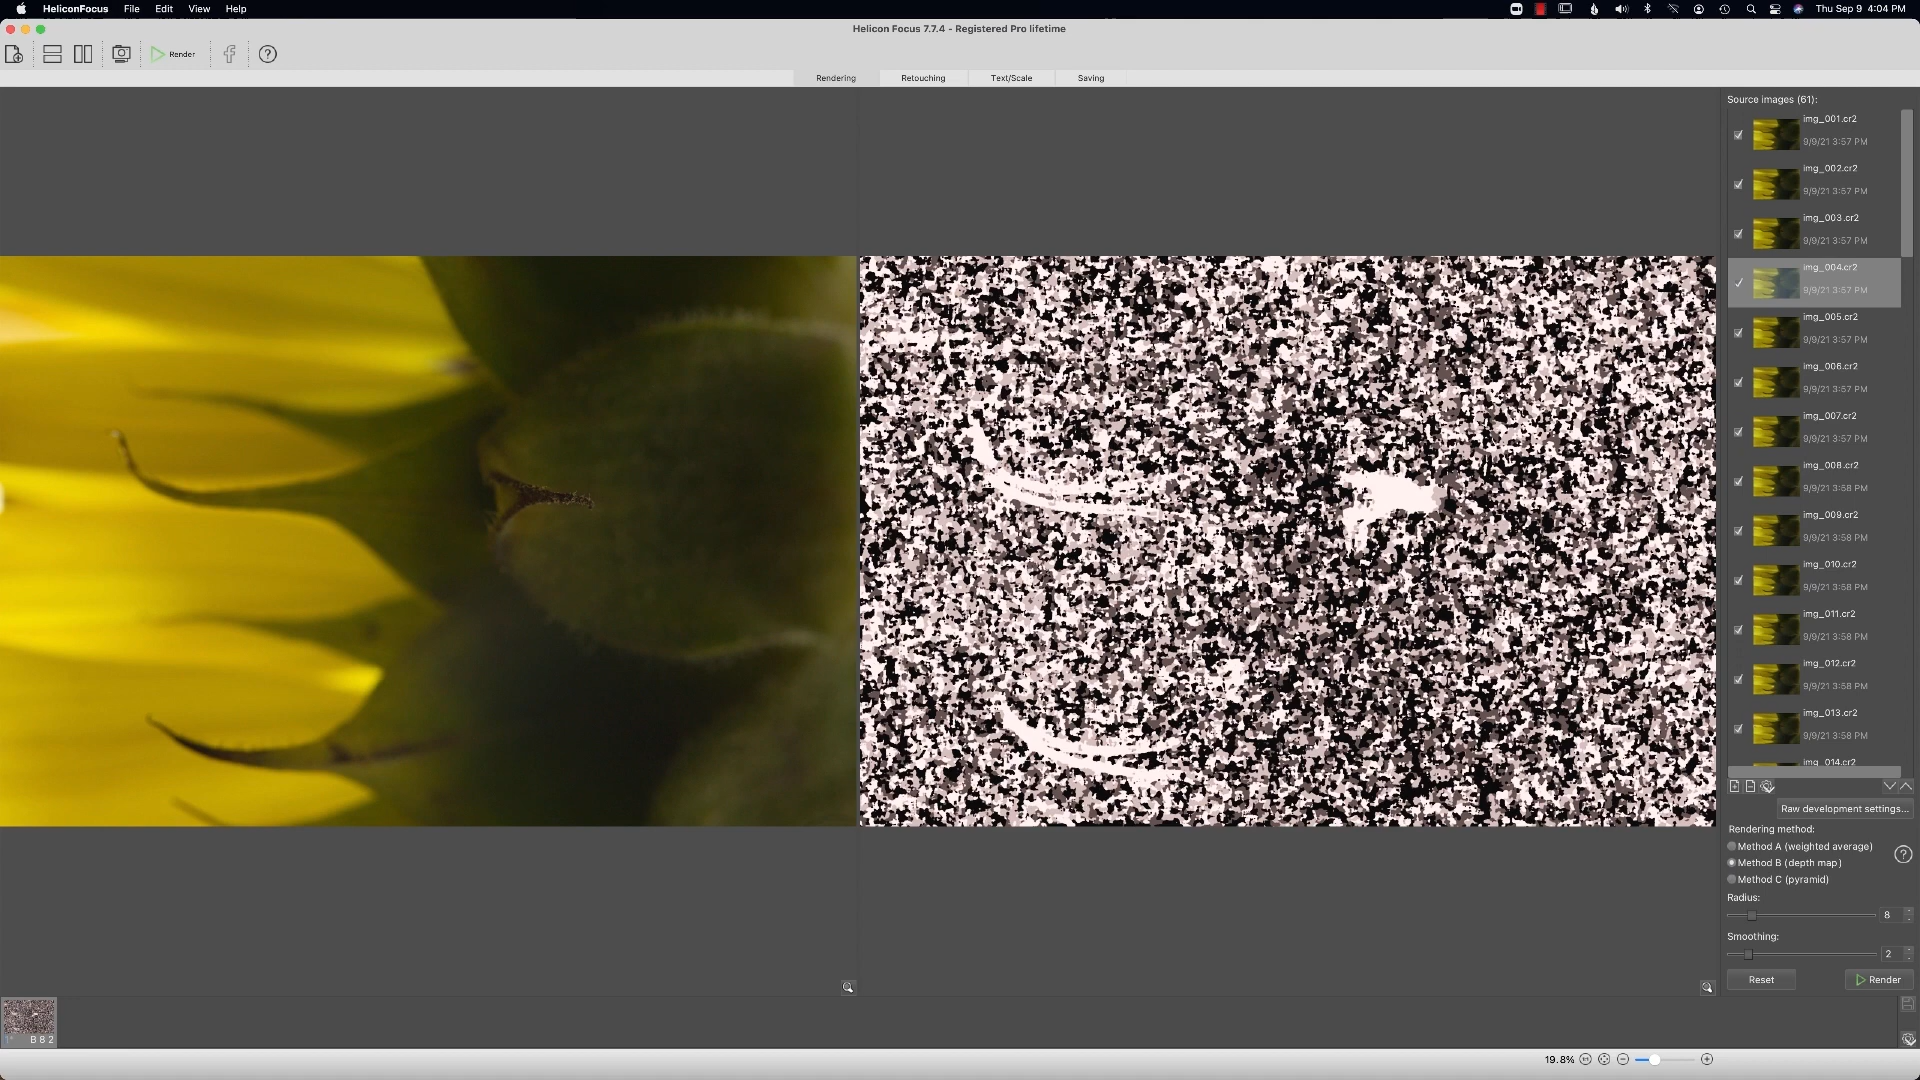 HeliconFocus File Edit View Help
Thu Sep 9 4:04 PM
Helicon Focus 7.7.4 - Registered Pro lifetime
Render
Rendering Retouching Text/Scale Saving
Source images (61):
img_001.cr2
9/9/21 3:57 PM
img_002.cr2
9/9/21 3:57 PM
img_003.cr2
9/9/21 3:57 PM
img_004.cr2
9/9/21 3:57 PM
img_005.cr2
9/9/21 3:57 PM
img_006.cr2
9/9/21 3:57 PM
img_007.cr2
9/9/21 3:57 PM
img_008.cr2
9/9/21 3:58 PM
img_009.cr2
9/9/21 3:58 PM
img_010.cr2
9/9/21 3:58 PM
img_011.cr2
9/9/21 3:58 PM
img_012.cr2
9/9/21 3:58 PM
img_013.cr2
9/9/21 3:58 PM
img_014.cr2
Raw development settings...
Rendering method:
Method A (weighted average)
Method B (depth map)
Method C (pyramid)
Radius:
8
Smoothing:
2
Reset Render
1* B 8 2
19.8%